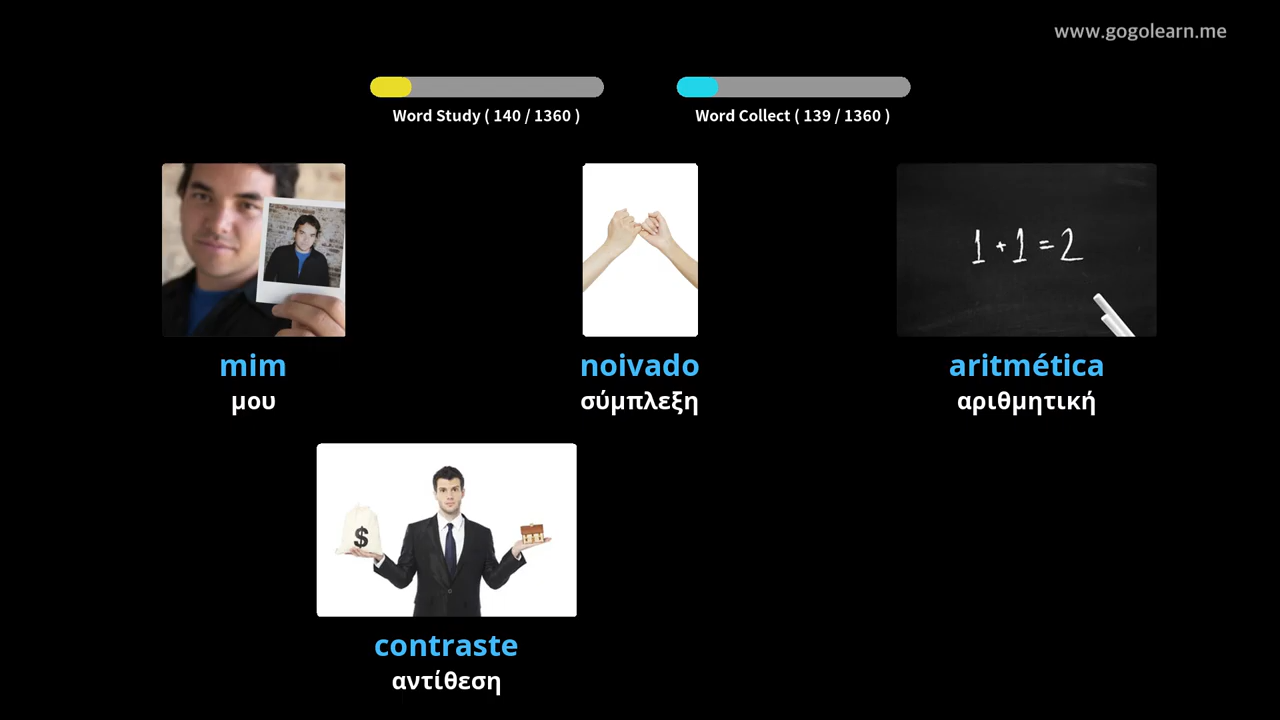 www.gogolearn.me
Word Study ( 140 / 1360 )
Word Collect ( 139 / 1360 )
1 + 1 = 2
mim
μου
noivado
σύμπλεξη
aritmética
αριθμητική
$
contraste
αντίθεση